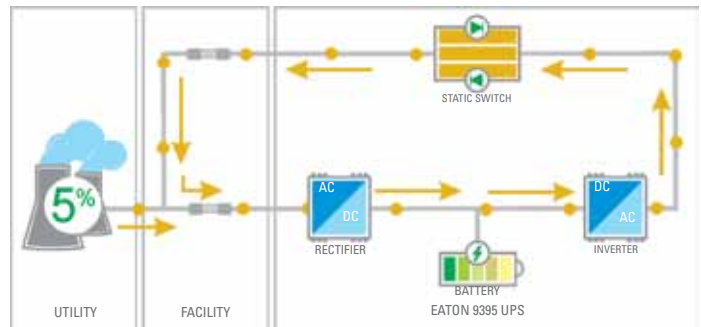 STATIC SWITCH
5%
AC
DC
RECTIFIER
DC
AC
INVERTER
BATTERY
EATON 9395 UPS
UTILITY
FACILITY